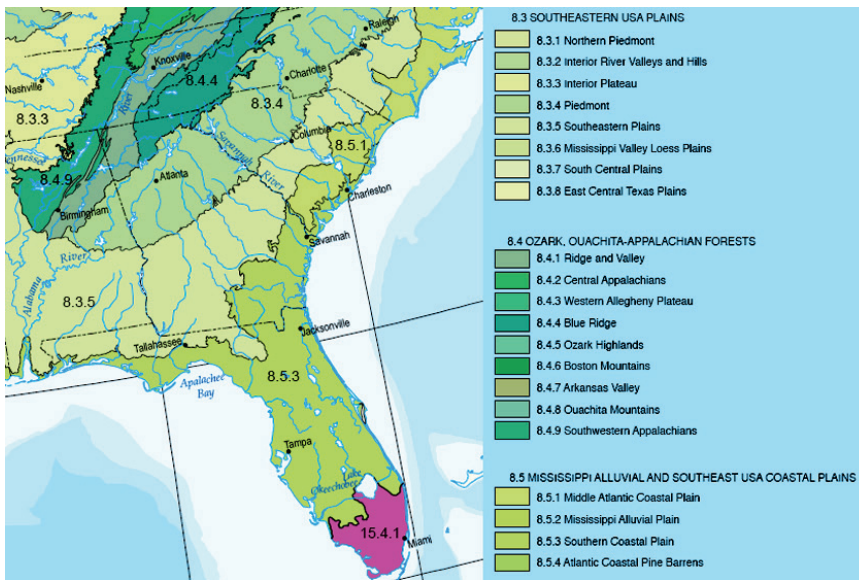 Raleigh
Knoxville
Nashville
River
8.4.4
Charlotte
8.3.3
8.3.4
Tennessee
Savannah
River
Columbia
8.5.1
8.4.9
Atlanta
Birmingham
Charleston
Savannah
River
Alabama
8.3.5
Jacksonville
Tallahassee
8.5.3
Apalachee
Bay
Tampa
Lake
Okeechobee
15.4.1
Miami
8.3 SOUTHEASTERN USA PLAINS
8.3.1 Northern Piedmont
8.3.2 Interior River Valleys and Hills
8.3.3 Interior Plateau
8.3.4 Piedmont
8.3.5 Southeastern Plains
8.3.6 Mississippi Valley Loess Plains
8.3.7 South Central Plains
8.3.8 East Central Texas Plains
8.4 OZARK, OUACHITA-APPALACHIAN FORESTS
8.4.1 Ridge and Valley
8.4.2 Central Appalachians
8.4.3 Western Allegheny Plateau
8.4.4 Blue Ridge
8.4.5 Ozark Highlands
8.4.6 Boston Mountains
8.4.7 Arkansas Valley
8.4.8 Ouachita Mountains
8.4.9 Southwestern Appalachians
8.5 MISSISSIPPI ALLUVIAL AND SOUTHEAST USA COASTAL PLAINS
8.5.1 Middle Atlantic Coastal Plain
8.5.2 Mississippi Alluvial Plain
8.5.3 Southern Coastal Plain
8.5.4 Atlantic Coastal Pine Barrens